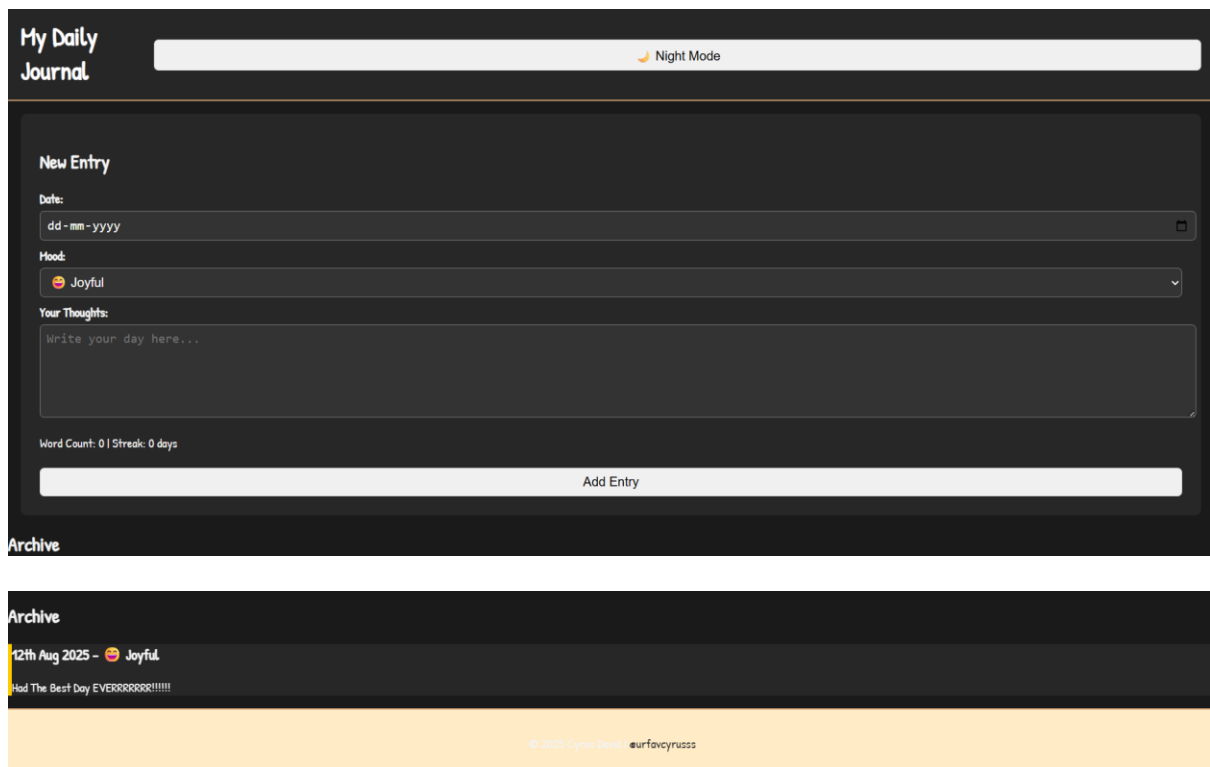 My Daily
Journal
🌙 Night Mode
New Entry
Date:
dd-mm-yyyy
Mood:
😄 Joyful
Your Thoughts:
Write your day here...
Word Count: 0 | Streak: 0 days
Add Entry
Archive
Archive
12th Aug 2025 – 😄 Joyful
Had The Best Day EVERRRRRRR!!!!!!
© 2025 Cyrus @urfavcyrusss